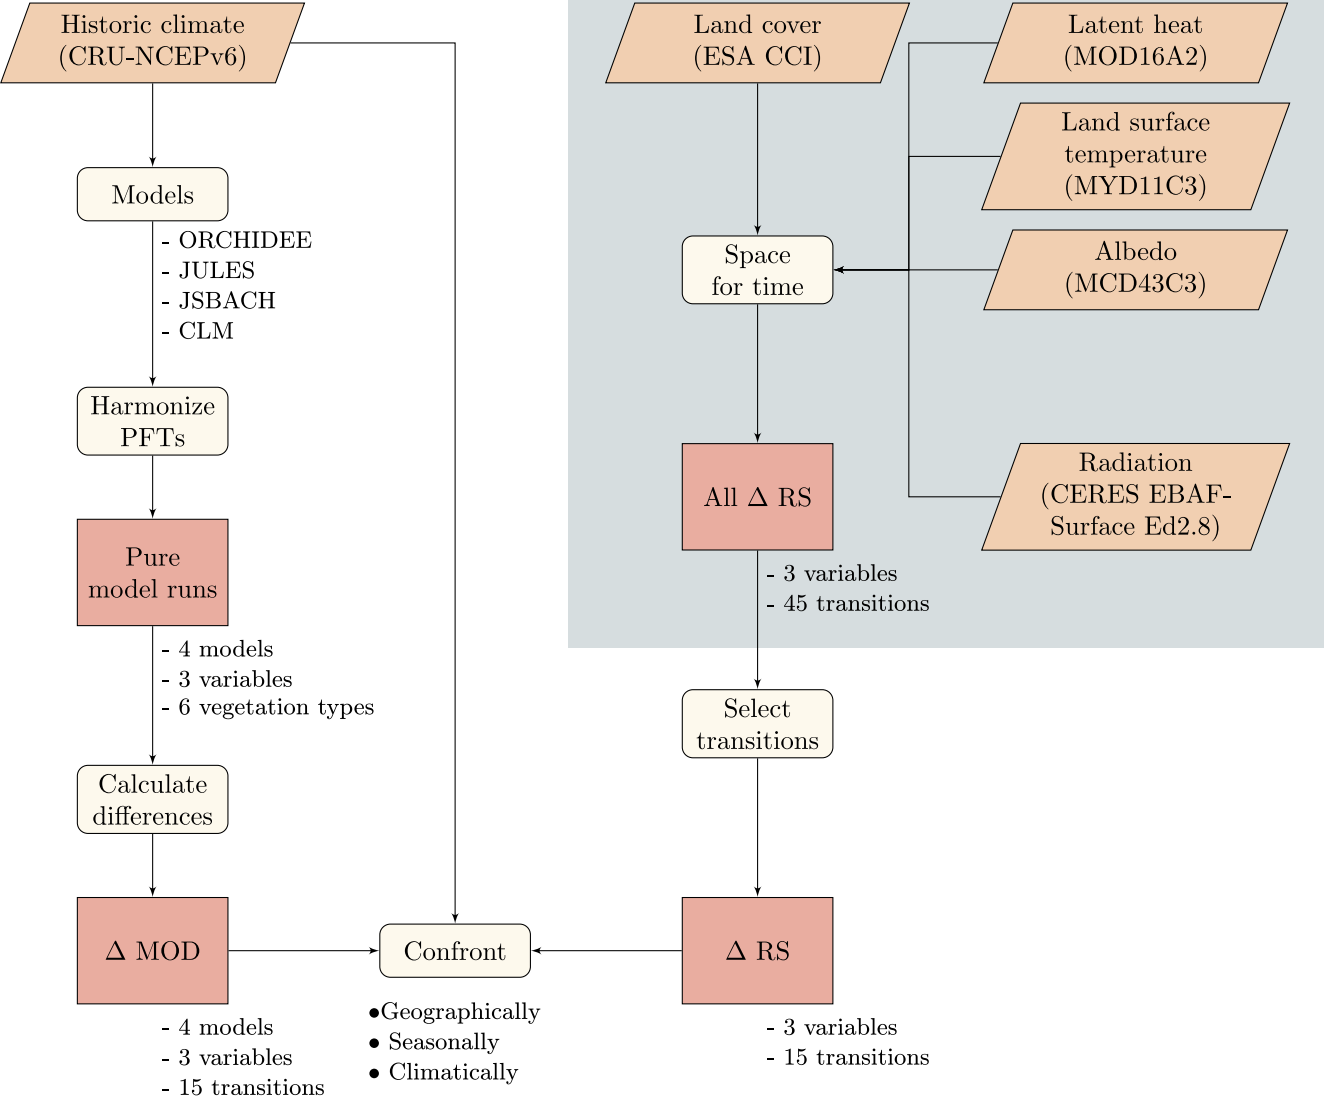 Historic climate
(CRU-NCEPv6)
Models
- ORCHIDEE
- JULES
- JSBACH
- CLM
Harmonize
PFTs
Pure
model runs
- 4 models
- 3 variables
- 6 vegetation types
Calculate
differences
Δ MOD
- 4 models
- 3 variables
- 15 transitions
Confront
•Geographically
• Seasonally
• Climatically
Land cover
(ESA CCI)
Space
for time
All Δ RS
- 3 variables
- 45 transitions
Select
transitions
Δ RS
- 3 variables
- 15 transitions
Latent heat
(MOD16A2)
Land surface
temperature
(MYD11C3)
Albedo
(MCD43C3)
Radiation
(CERES EBAF-
Surface Ed2.8)